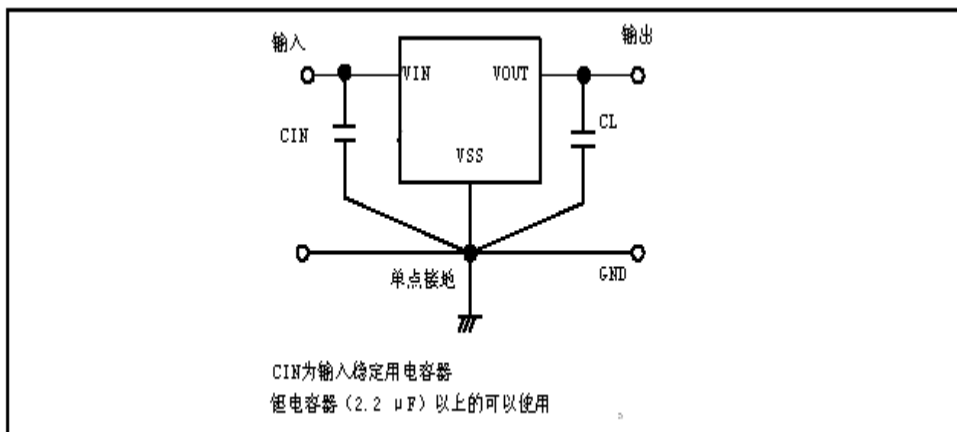 输入
输出
VIN
VOUT
CIN
CL
VSS
单点接地
GND
CIN为输入稳定用电容器
钽电容器（2.2 μF）以上的可以使用